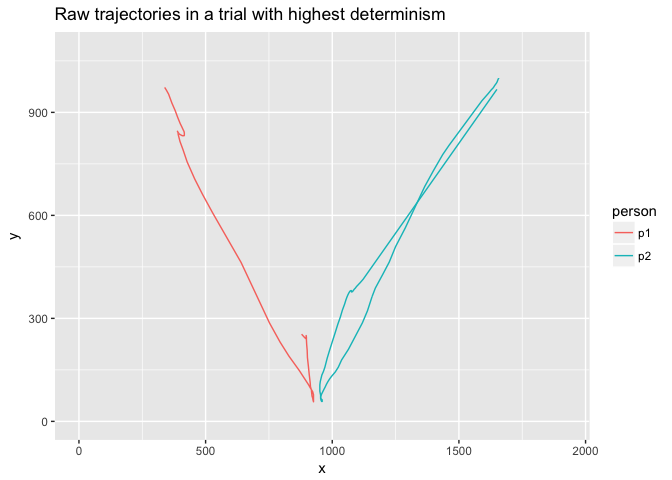 Raw trajectories in a trial with highest determinism
900
600
300
0
y
0 500 1000 1500 2000
x
person
p1
p2